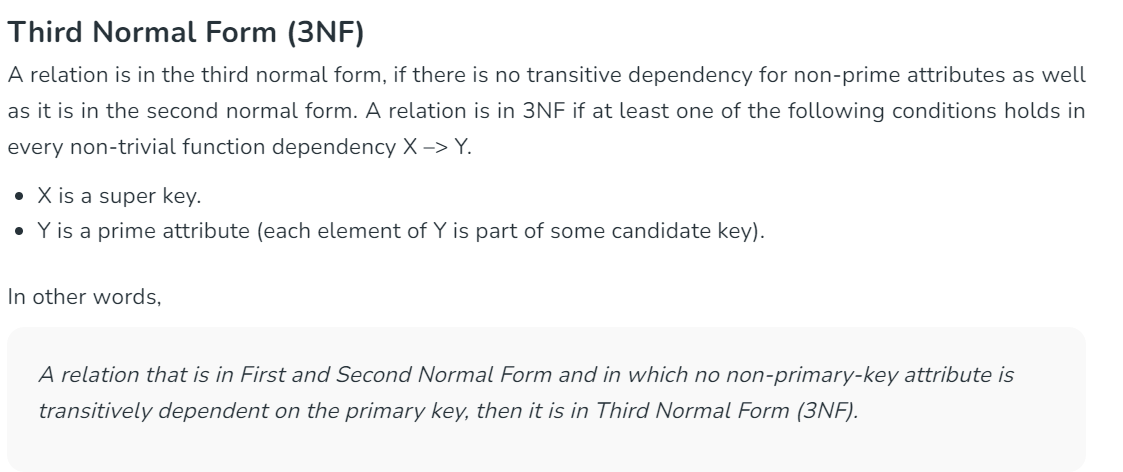 Third Normal Form (3NF)
A relation is in the third normal form, if there is no transitive dependency for non-prime attributes as well
as it is in the second normal form. A relation is in 3NF if at least one of the following conditions holds in
every non-trivial function dependency X –> Y.
• X is a super key.
• Y is a prime attribute (each element of Y is part of some candidate key).
In other words,
A relation that is in First and Second Normal Form and in which no non-primary-key attribute is
transitively dependent on the primary key, then it is in Third Normal Form (3NF).